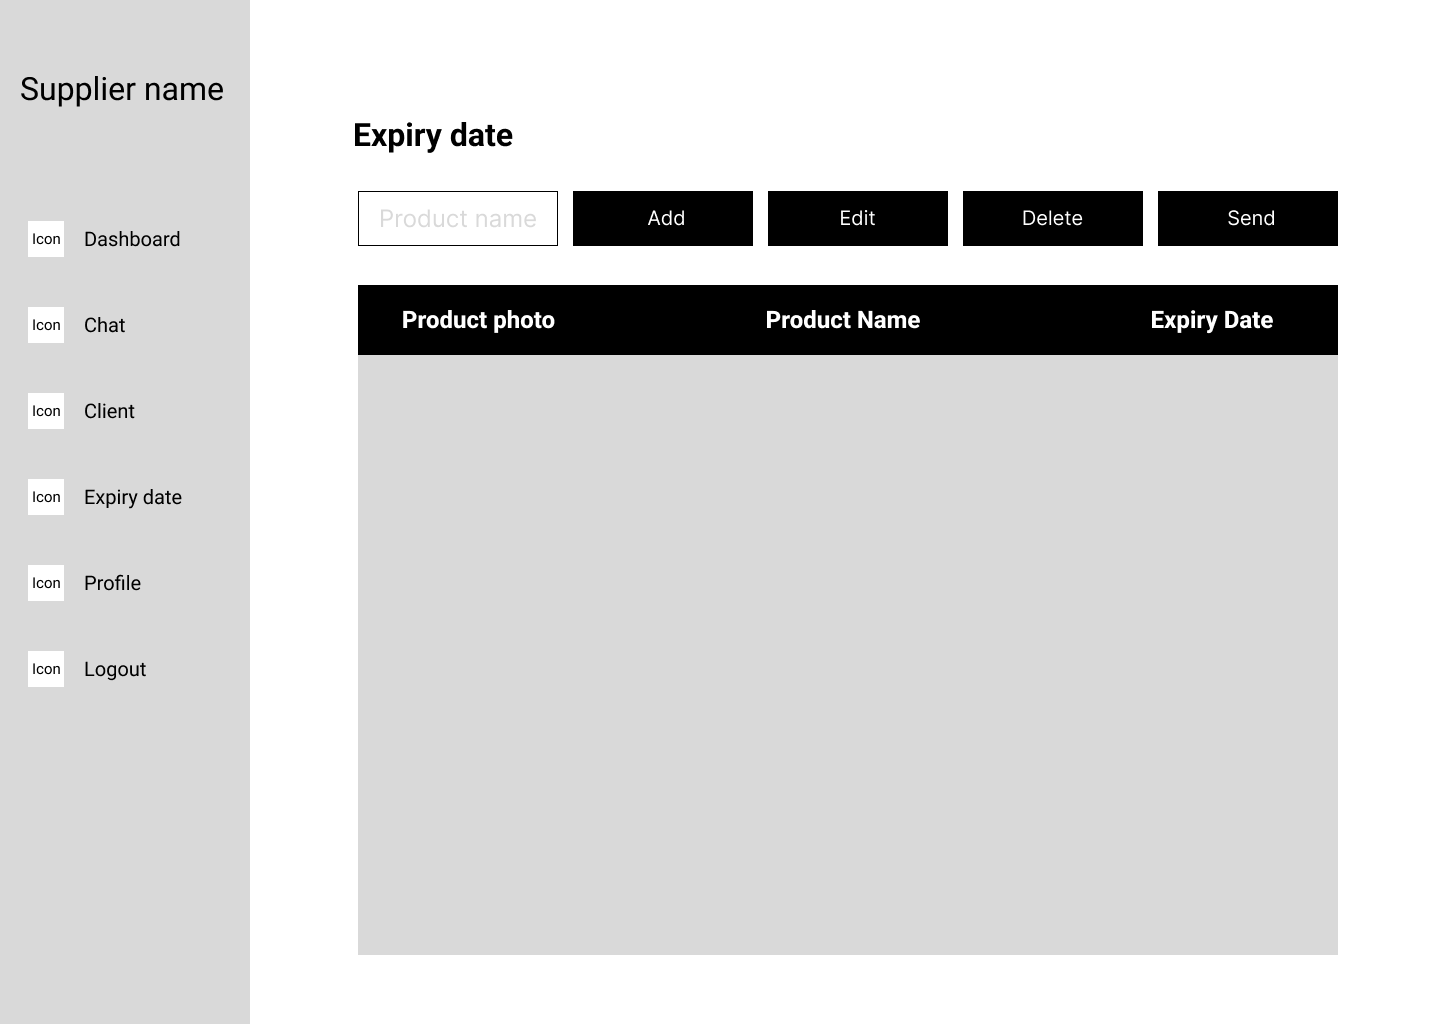 Supplier name
Icon Dashboard
Icon Chat
Icon Client
Icon Expiry date
Icon Profile
Icon Logout
Expiry date
Product name Add Edit Delete Send
Product photo Product Name Expiry Date